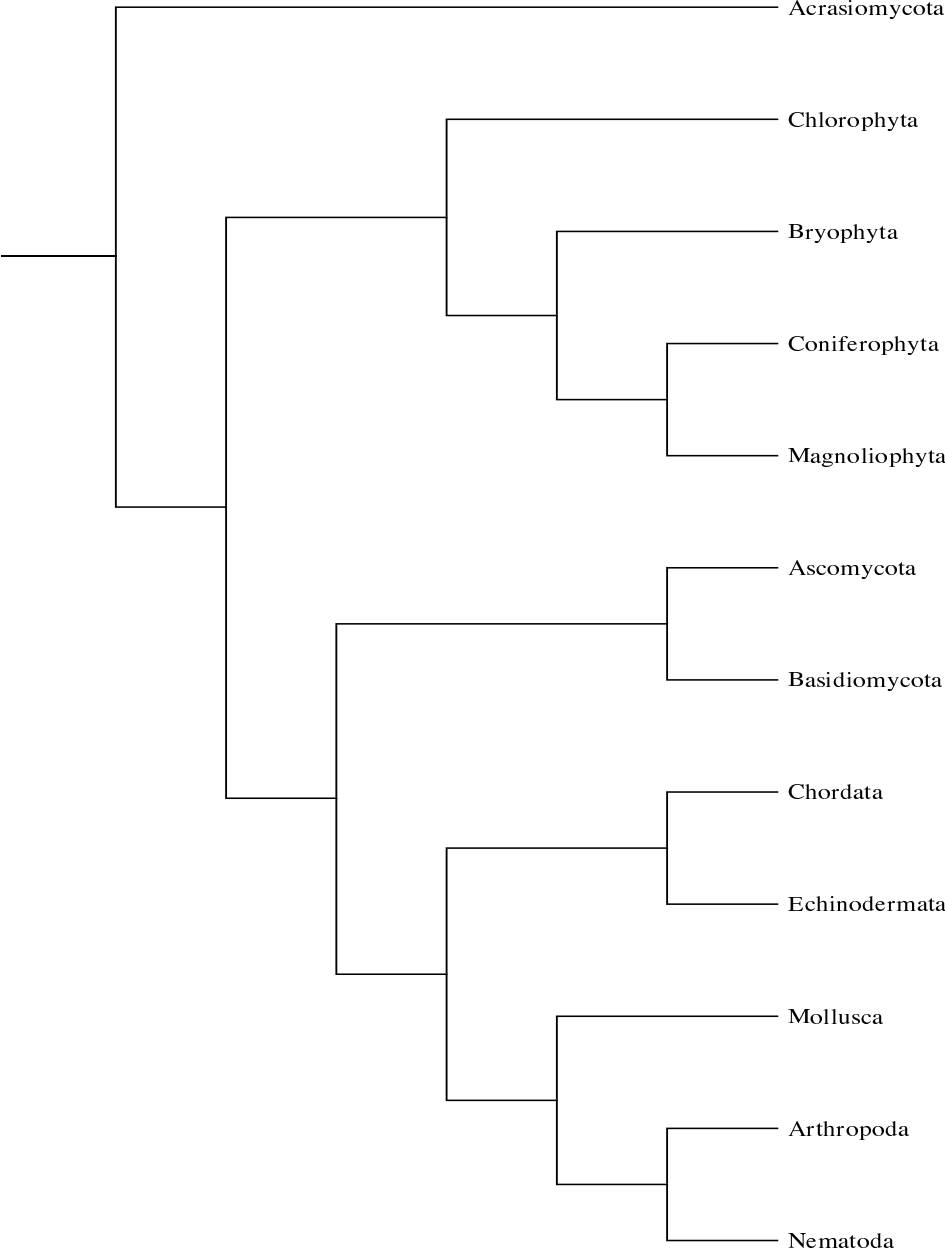 Acrasiomycota
Chlorophyta
Bryophyta
Coniferophyta
Magnoliophyta
Ascomycota
Basidiomycota
Chordata
Echinodermata
Mollusca
Arthropoda
Nematoda